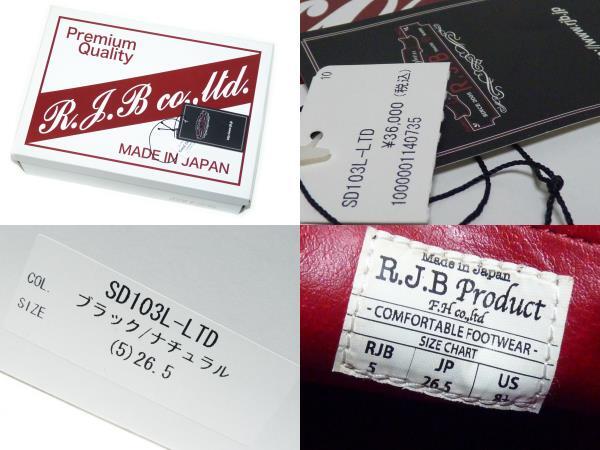 Premium
Quality
R.J.B co.,ltd.
MADE IN JAPAN
10
SD103L-LTD
¥36,000 (税込)
1000001140735
R.J.B
SINCE 2005
COL.
SIZE
SD103L-LTD
ブラック/ナチュラル
(5)26.5
Made in Japan
R.J.B Product
F.H co,.ltd
- COMFORTABLE FOOTWEAR -
SIZE CHART
RJB JP US
5 26.5